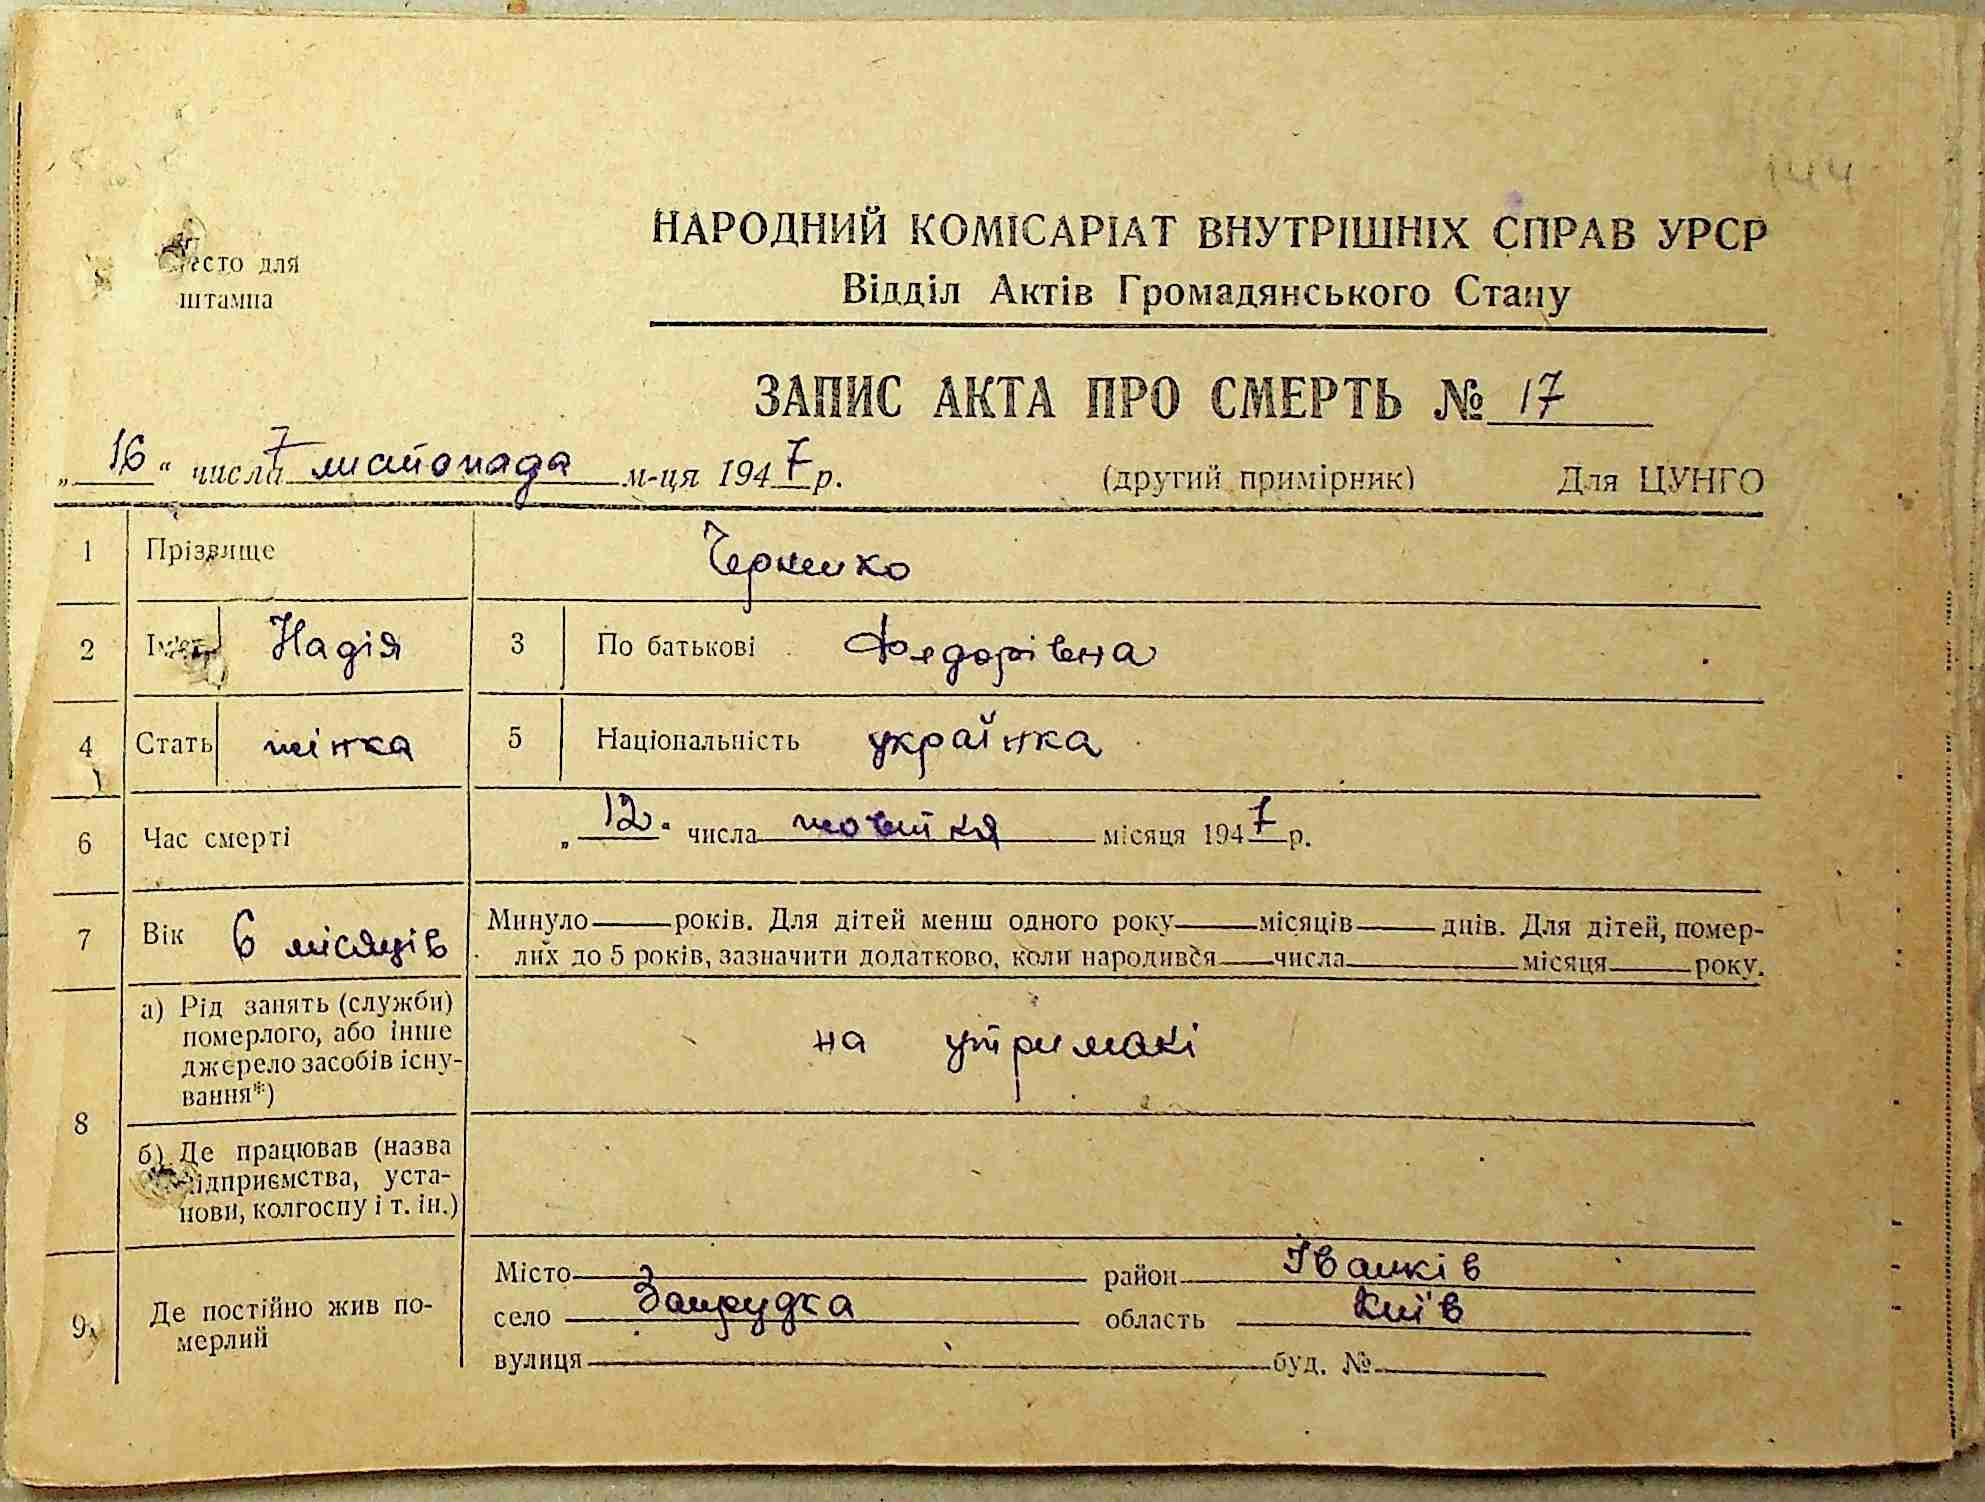 144
место для
штампа
НАРОДНИЙ КОМІСАРІАТ ВНУТРІШНІХ СПРАВ УРСР
Відділ Актів Громадянського Стану
ЗАПИС АКТА ПРО СМЕРТЬ № 17
„16“ числа 7 листопада м-ця 1947 р. (другий примірник) Для ЦУНГО
1 Прізвище Черненко
2 Ім'я Надія 3 По батькові Федорівна
4 Стать жінка 5 Національність українка
6 Час смерті „12“ числа жовтня місяця 1947 р.
7 Вік 6 місяців Минуло років. Для дітей менш одного року місяців днів. Для дітей, помер-
лих до 5 років, зазначити додатково, коли народився числа місяця року.
8 а) Рід занять (служби)
померлого, або інше
джерело засобів існу-
вання*)
на утримані
б) Де працював (назва
підприємства, уста-
нови, колгоспу і т. ін.)
9 Де постійно жив по-
мерлий
Місто район Іванків
село Запрудка область Київ
вулиця буд. №